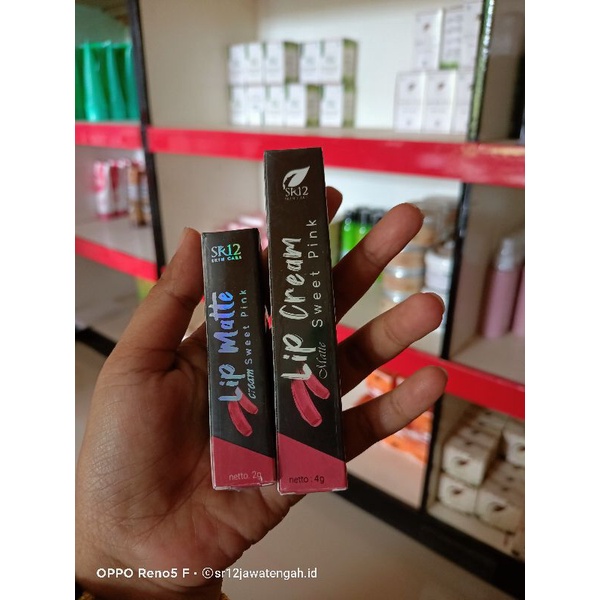 SR12
SKIN CARE
Lip Matte
cream Sweet Pink
netto. 2g
SR12
Lip Cream
Matte Sweet Pink
netto : 4g
OPPO Reno5 F · ©sr12jawatengah.id